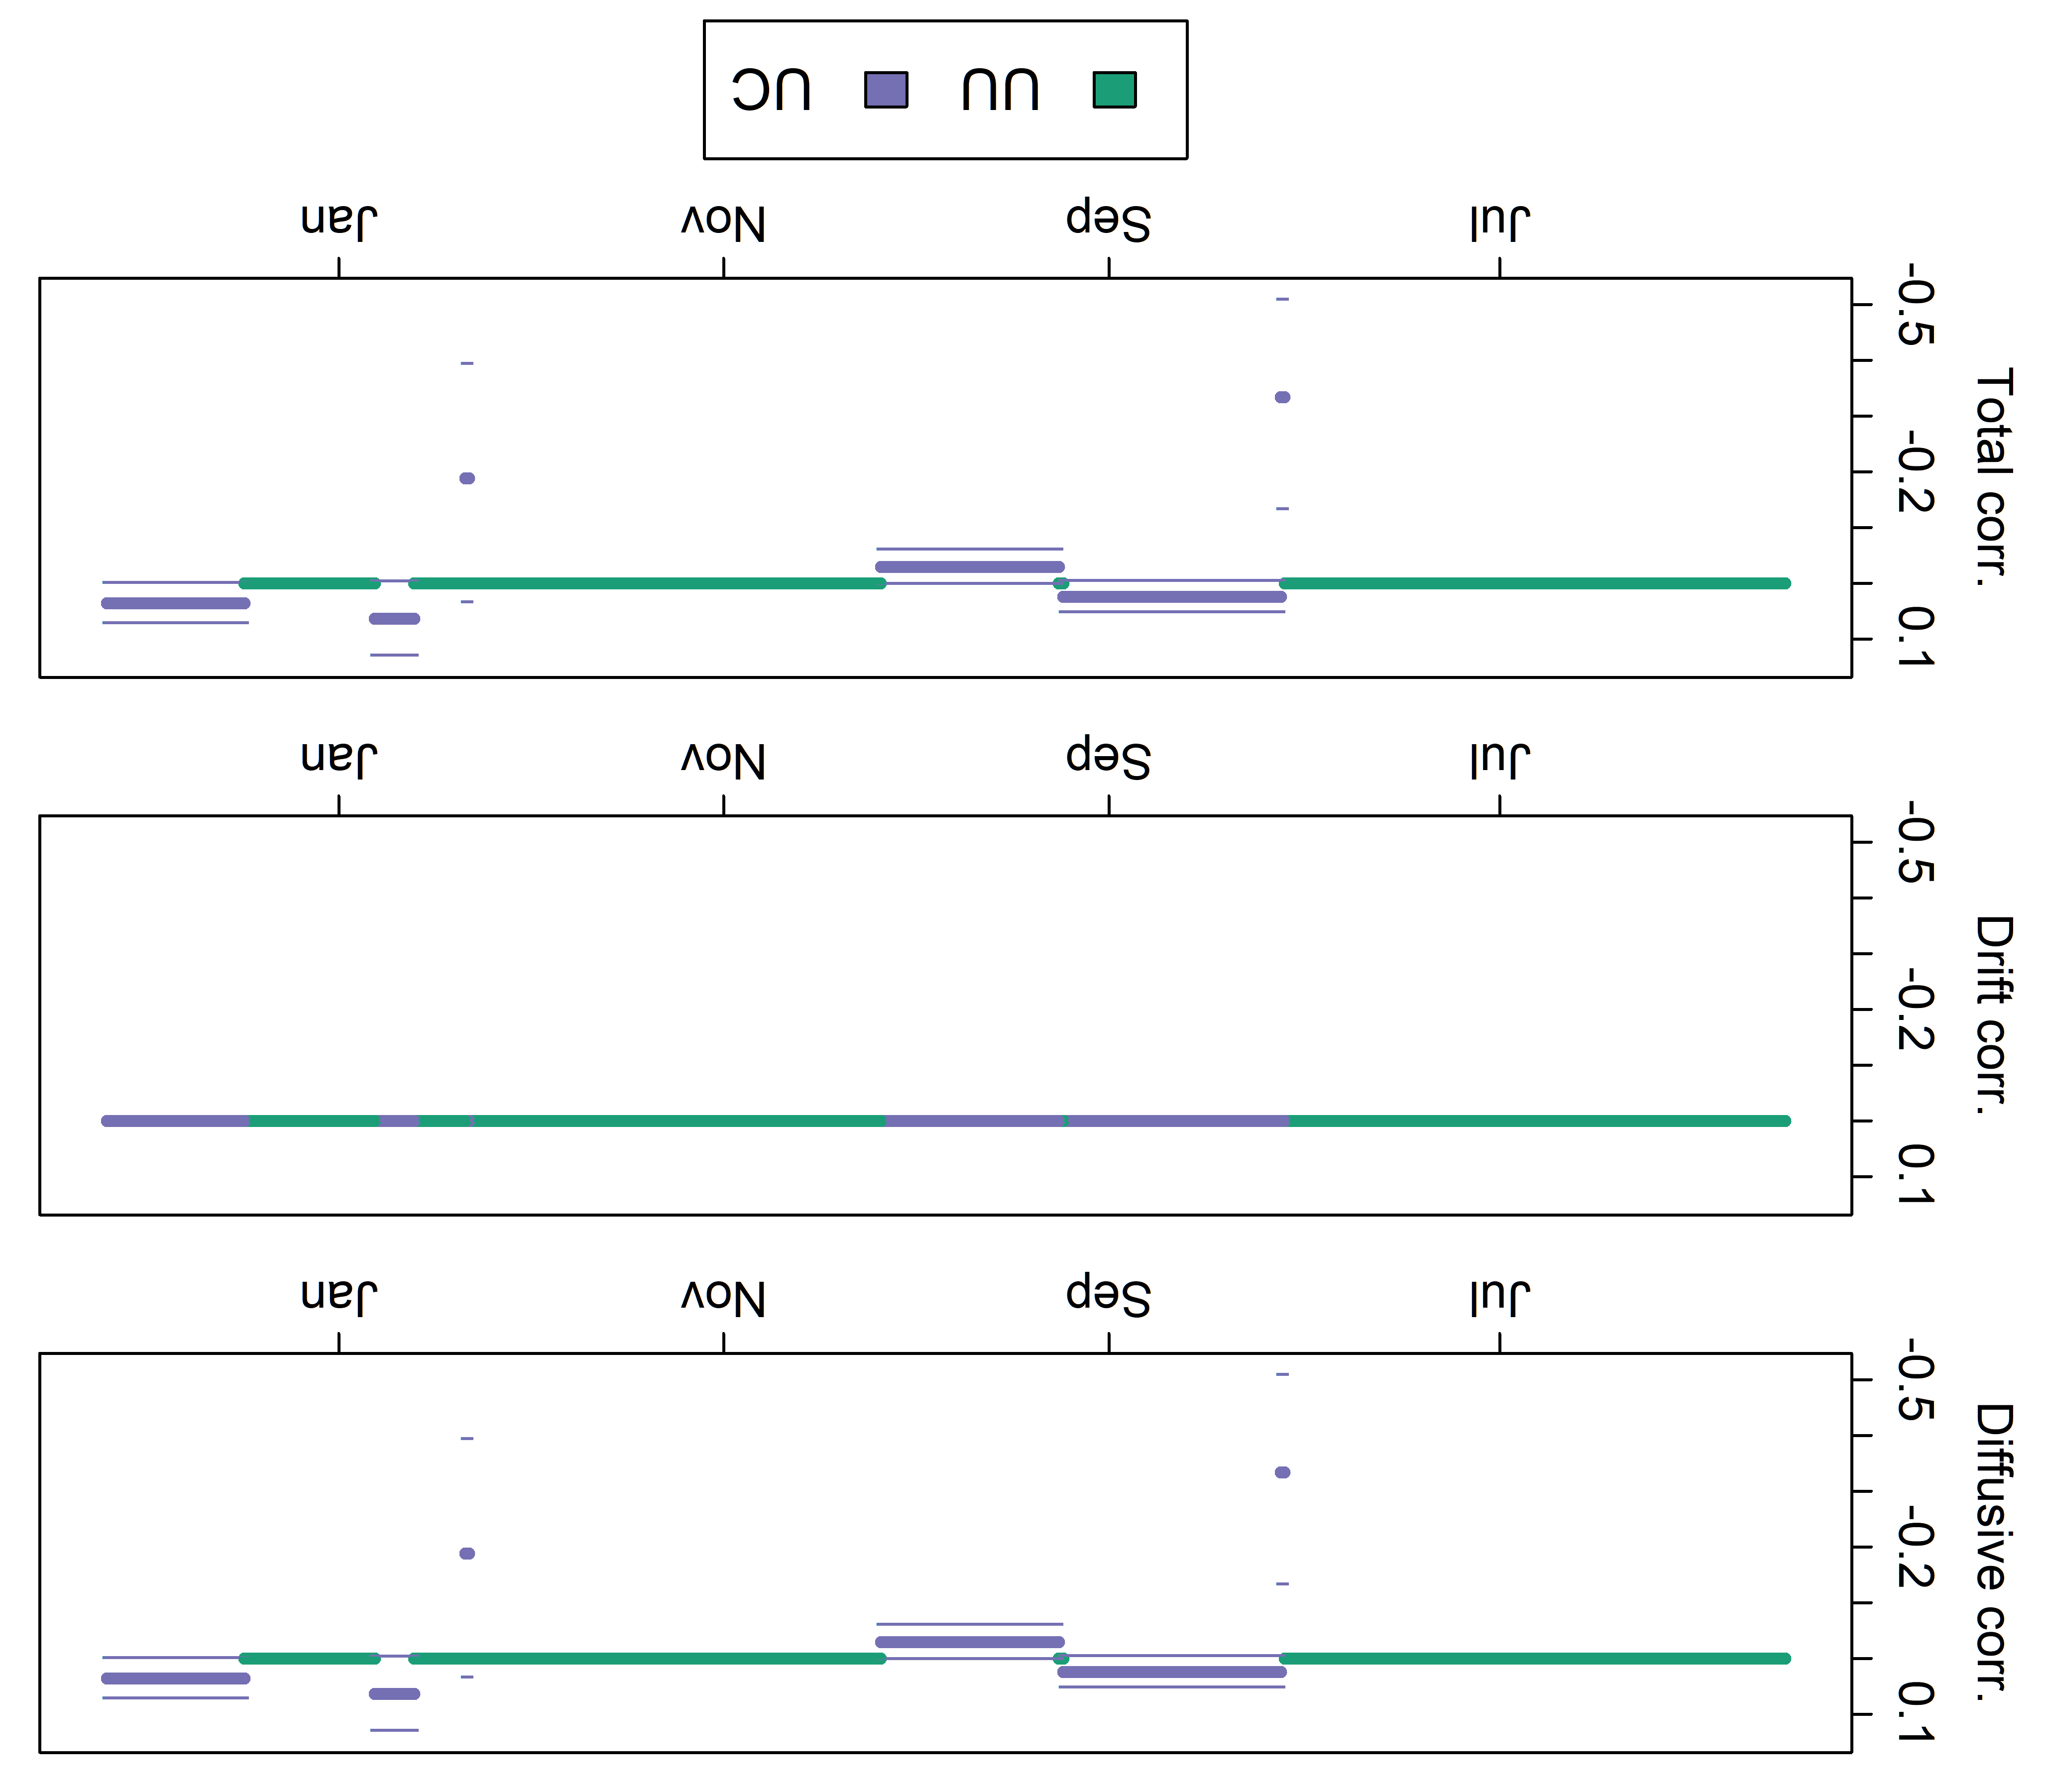 Diffusive corr.
0.1
-0.2
-0.5
Jul Sep Nov Jan
Drift corr.
0.1
-0.2
-0.5
Jul Sep Nov Jan
Total corr.
0.1
-0.2
-0.5
Jul Sep Nov Jan
UU UC